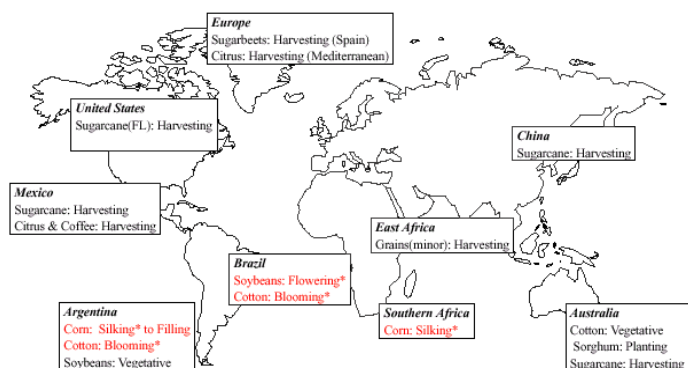 Europe
Sugarbeets: Harvesting (Spain)
Citrus: Harvesting (Mediterranean)
United States
Sugarcane(FL): Harvesting
China
Sugarcane: Harvesting
Mexico
Sugarcane: Harvesting
Citrus & Coffee: Harvesting
East Africa
Grains(minor): Harvesting
Brazil
Soybeans: Flowering*
Cotton: Blooming*
Argentina
Corn: Silking* to Filling
Cotton: Blooming*
Soybeans: Vegetative
Southern Africa
Corn: Silking*
Australia
Cotton: Vegetative
Sorghum: Planting
Sugarcane: Harvesting